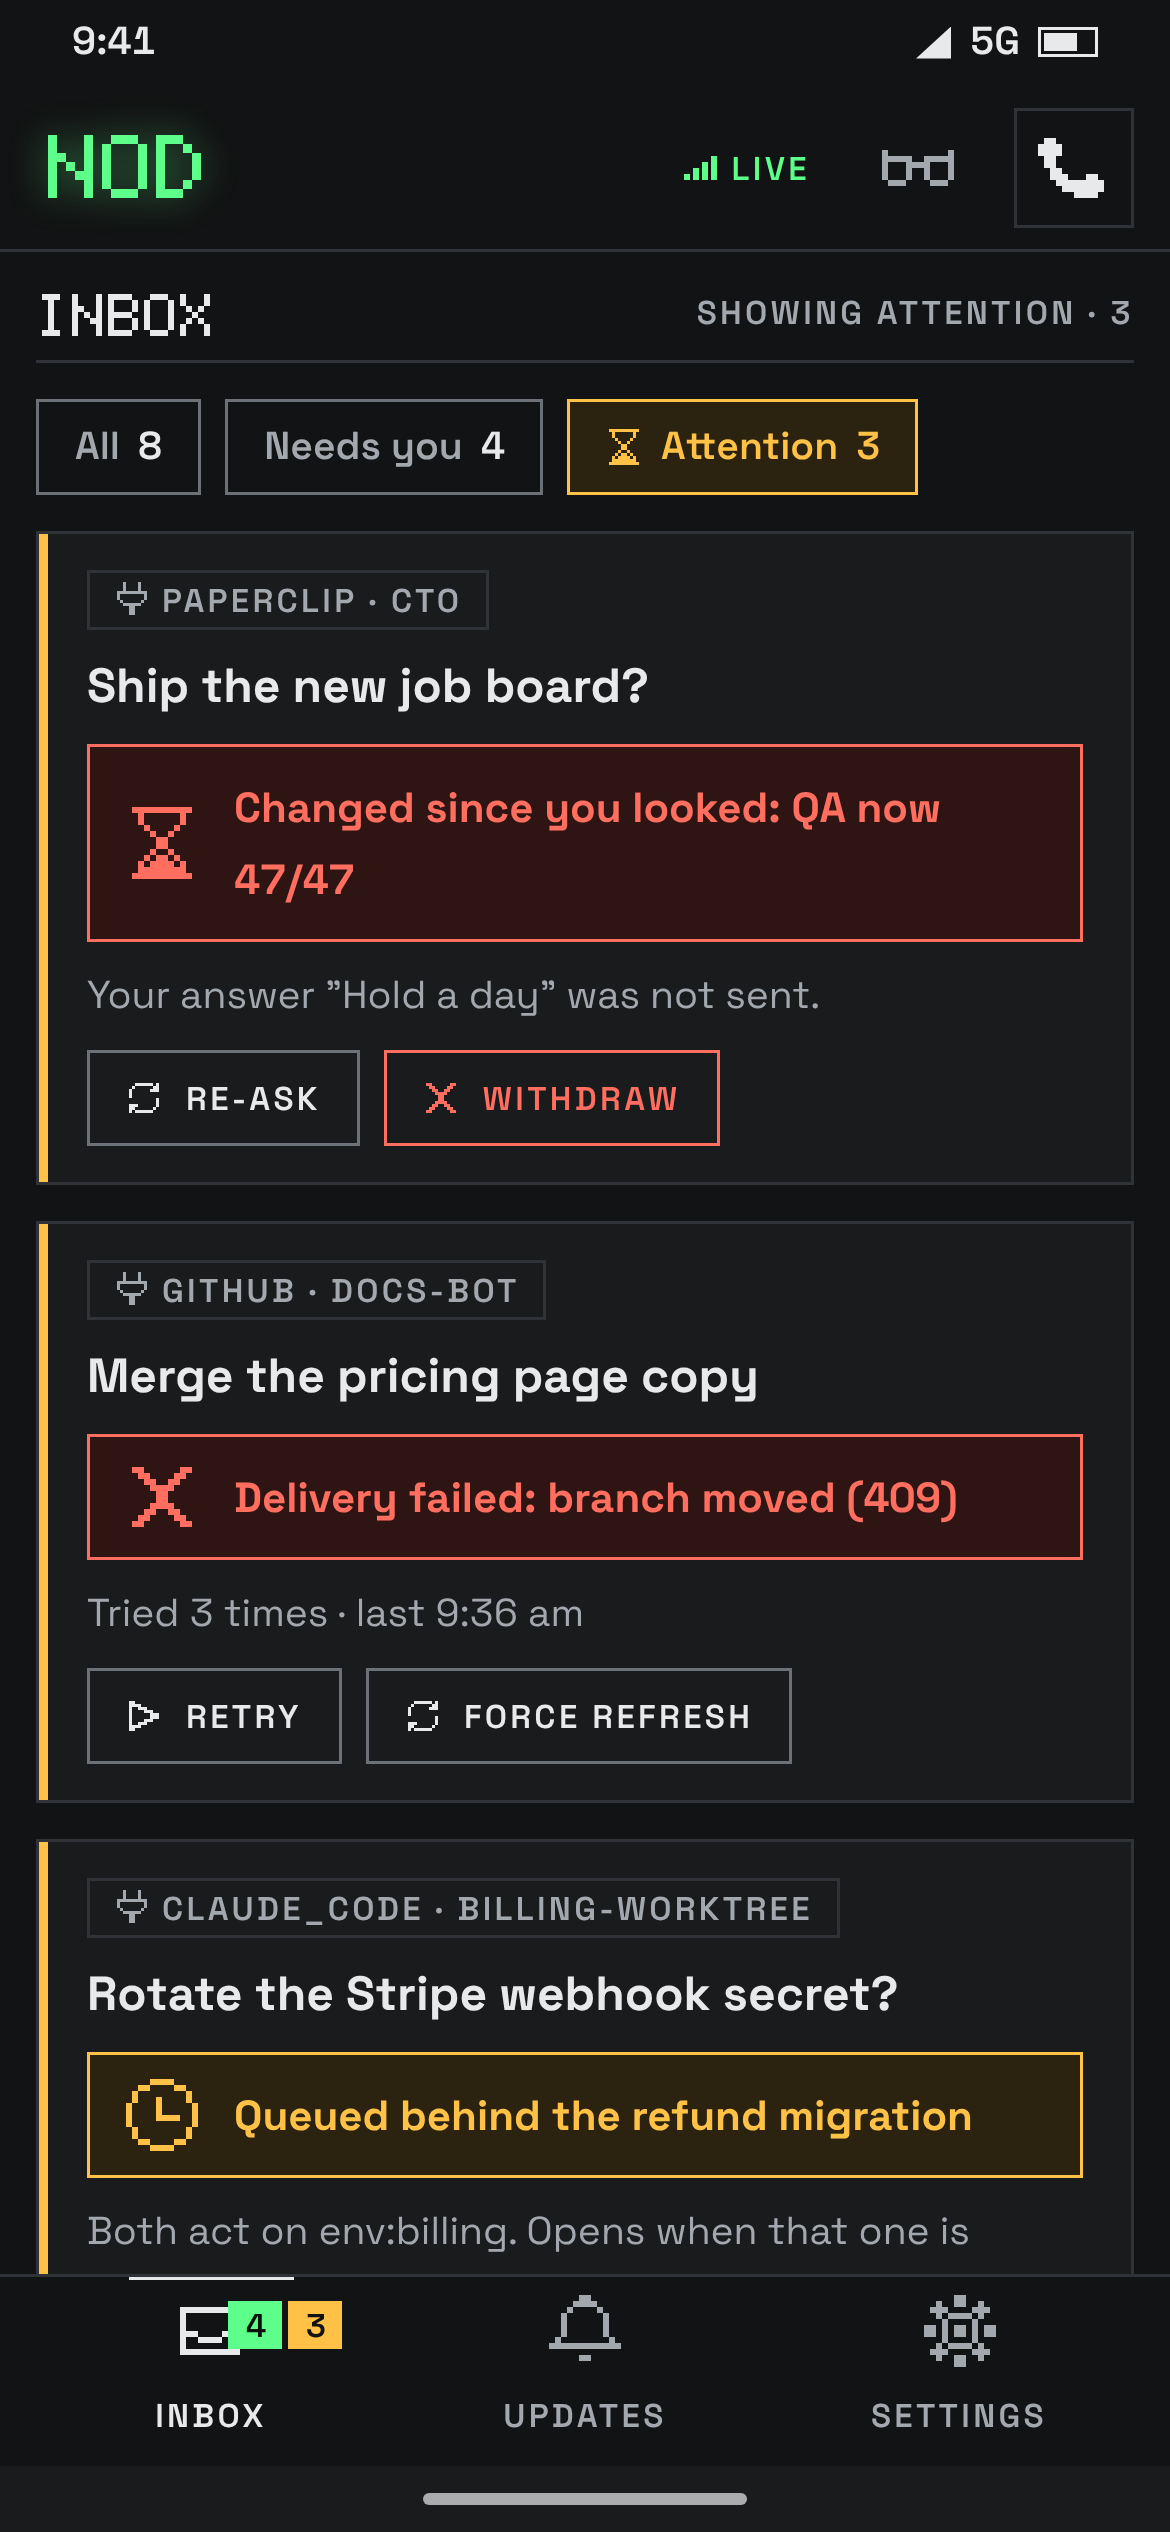 9:41
5G
NOD
LIVE
INBOX
SHOWING ATTENTION · 3
All 8
Needs you 4
Attention 3
PAPERCLIP · CTO
Ship the new job board?
Changed since you looked: QA now
47/47
Your answer ”Hold a day” was not sent.
RE-ASK
WITHDRAW
GITHUB · DOCS-BOT
Merge the pricing page copy
Delivery failed: branch moved (409)
Tried 3 times · last 9:36 am
RETRY
FORCE REFRESH
CLAUDE_CODE · BILLING-WORKTREE
Rotate the Stripe webhook secret?
Queued behind the refund migration
Both act on env:billing. Opens when that one is
4
3
INBOX
UPDATES
SETTINGS